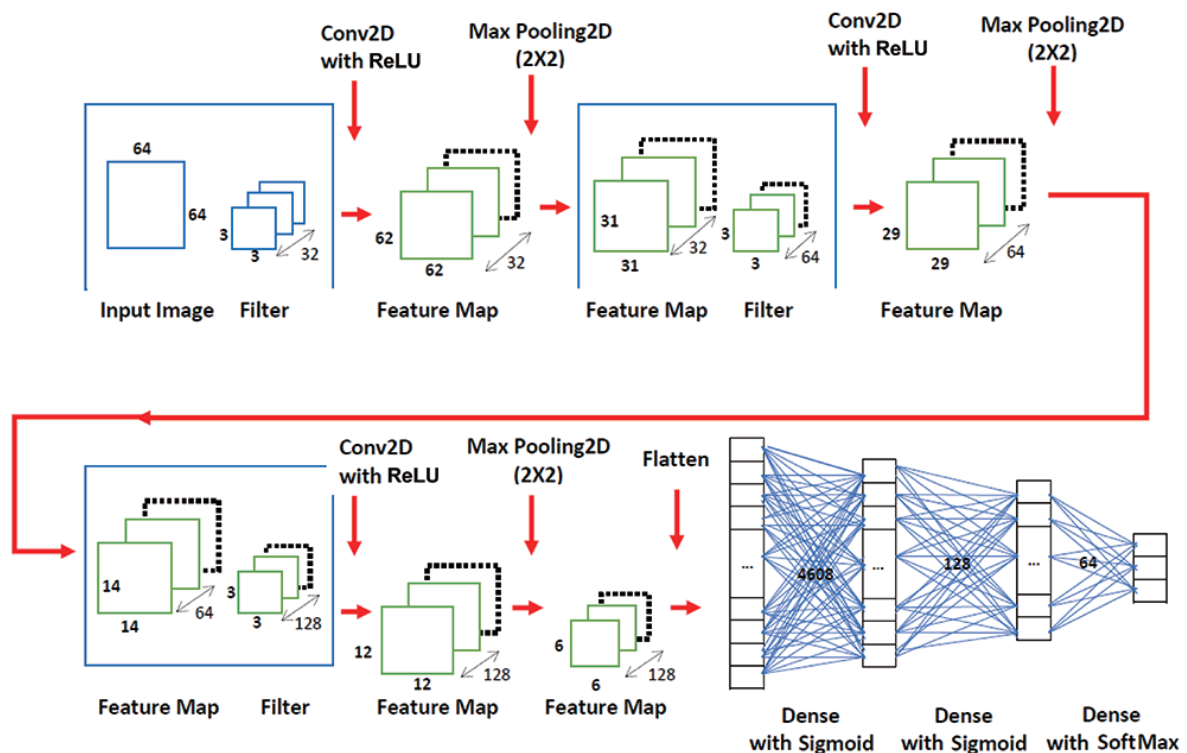 Conv2D
with ReLU
Max Pooling2D
(2X2)
Conv2D
with ReLU
Max Pooling2D
(2X2)
64
64
3
3
32
62
62
32
31
31
32
3
3
64
29
29
64
Input Image
Filter
Feature Map
Feature Map
Filter
Feature Map
Conv2D
with ReLU
Max Pooling2D
(2X2)
Flatten
14
14
64
3
3
128
12
12
128
6
6
128
...
4608
...
128
...
64
Feature Map
Filter
Feature Map
Feature Map
Dense
with Sigmoid
Dense
with Sigmoid
Dense
with SoftMax